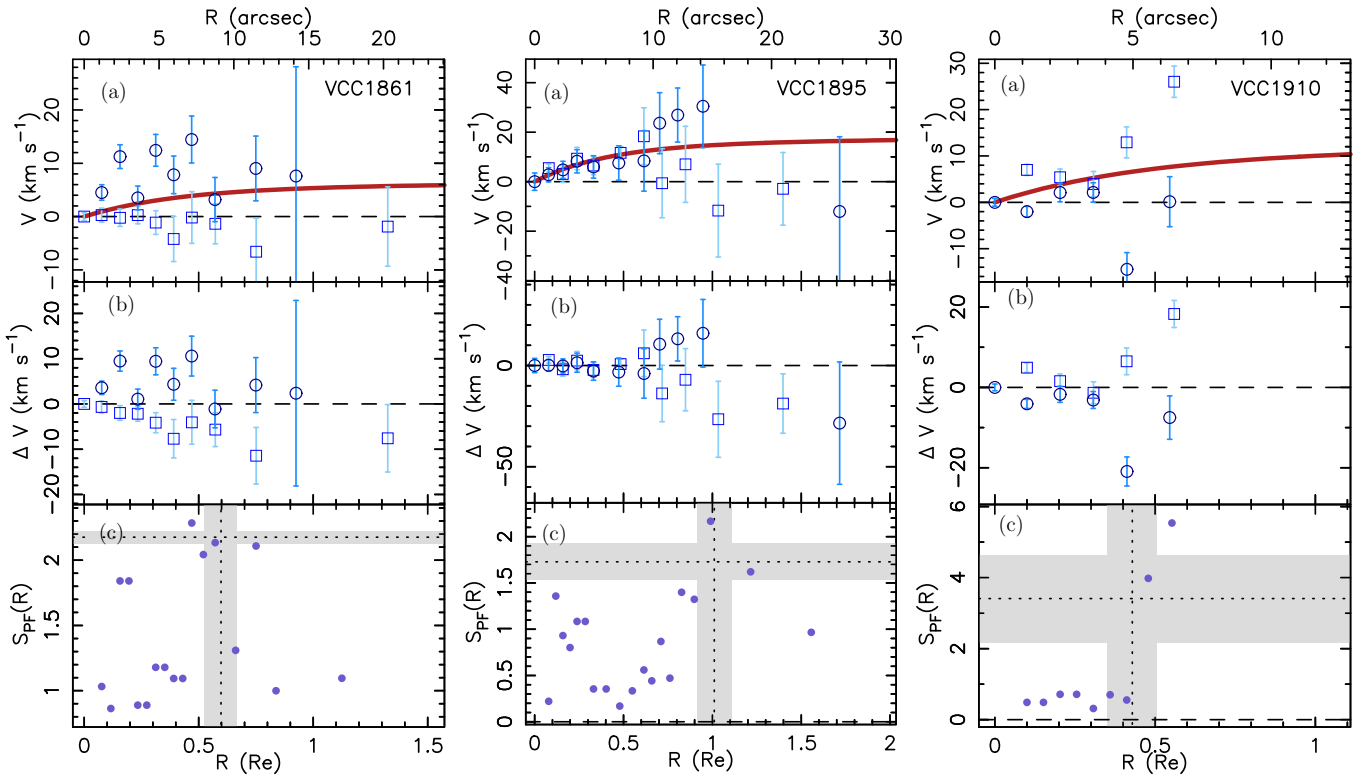 R (arcsec) R (arcsec) R (arcsec)
0 5 10 15 20 0 10 20 30 0 5 10
(a) VCC1861 (a) VCC1895 (a) VCC1910
V (km s⁻¹) −10 0 10 20
V (km s⁻¹) −40 −20 0 20 40
V (km s⁻¹) −10 0 10 20 30
(b) (b) (b)
Δ V (km s⁻¹) −20 −10 0 10 20
Δ V (km s⁻¹) −50 0
Δ V (km s⁻¹) −20 0 20
(c) (c) (c)
S_PF(R) 1 1.5 2
S_PF(R) 0 0.5 1 1.5 2
S_PF(R) 0 2 4 6
0 0.5 1 1.5 0 0.5 1 1.5 2 0 0.5 1
R (Re) R (Re) R (Re)